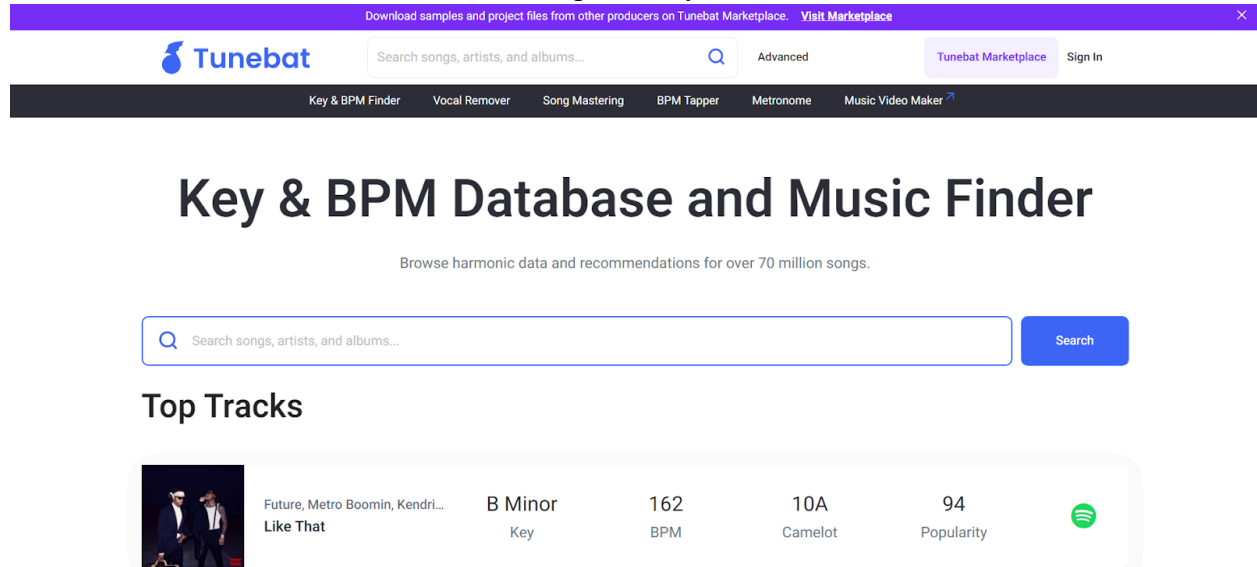 Download samples and project files from other producers on Tunebat Marketplace. Visit Marketplace
Tunebat
Search songs, artists, and albums...
Advanced
Tunebat Marketplace
Sign In
Key & BPM Finder
Vocal Remover
Song Mastering
BPM Tapper
Metronome
Music Video Maker
Key & BPM Database and Music Finder
Browse harmonic data and recommendations for over 70 million songs.
Search songs, artists, and albums...
Search
Top Tracks
Future, Metro Boomin, Kendri...
Like That
B Minor
Key
162
BPM
10A
Camelot
94
Popularity